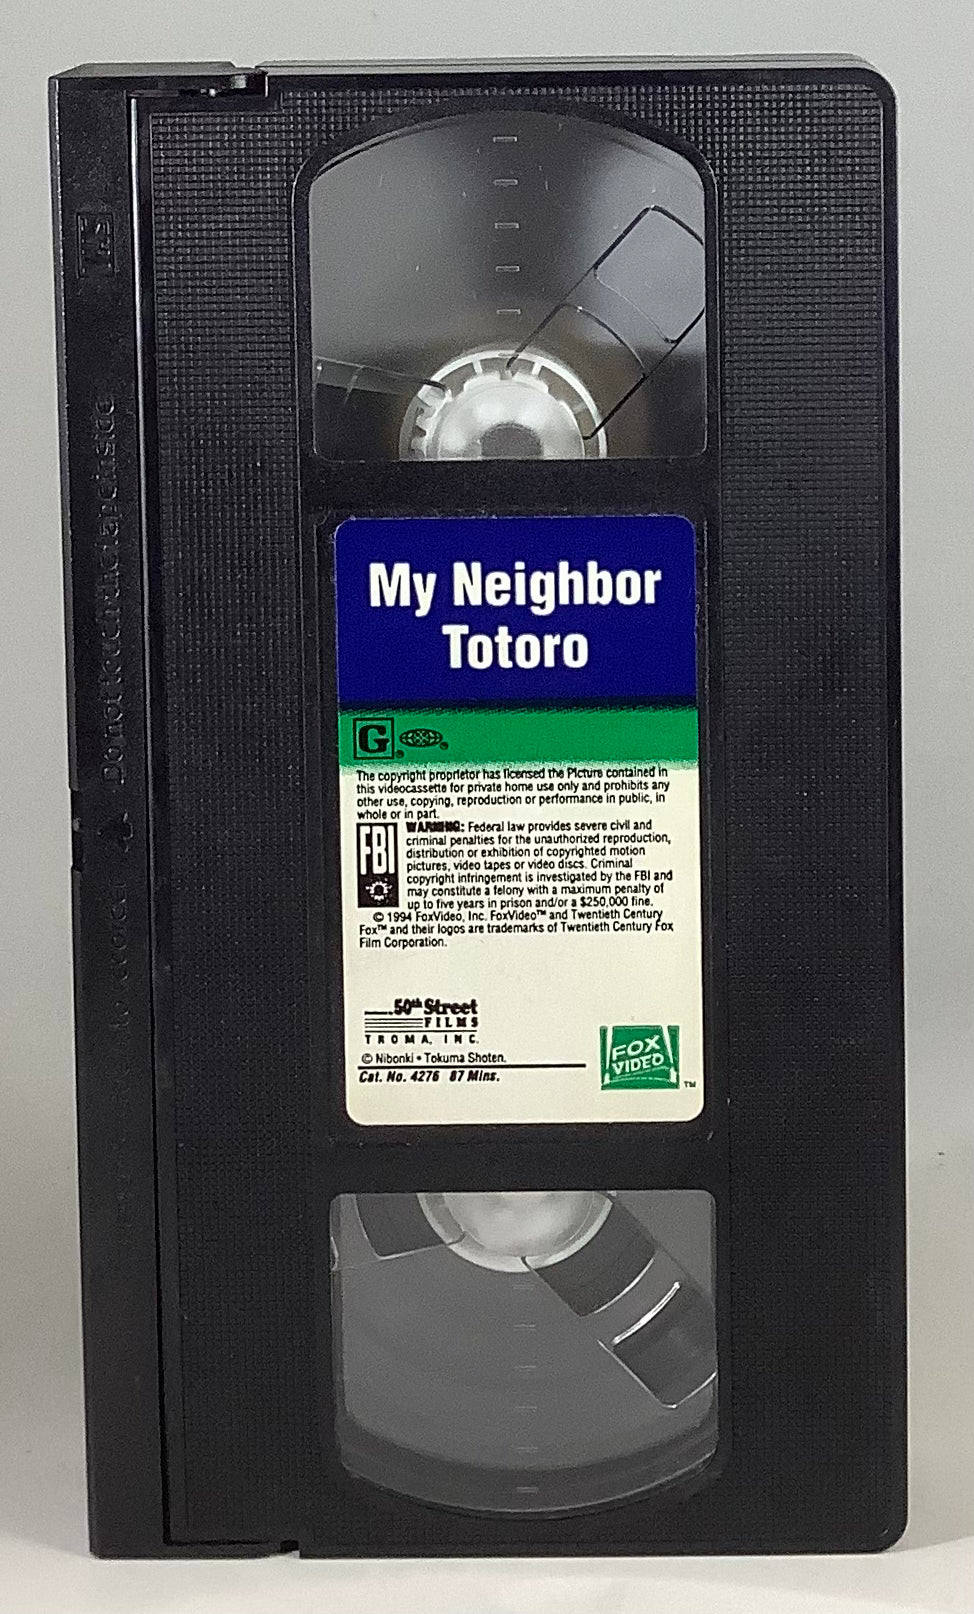 My Neighbor
Totoro
G
The copyright proprietor has licensed the Picture contained in
this videocassette for private home use only and prohibits any
other use, copying, reproduction or performance in public, in
whole or in part.
FBI
WARNING: Federal law provides severe civil and
criminal penalties for the unauthorized reproduction,
distribution or exhibition of copyrighted motion
pictures, video tapes or video discs. Criminal
copyright infringement is investigated by the FBI and
may constitute a felony with a maximum penalty of
up to five years in prison and/or a $250,000 fine.
© 1994 FoxVideo, Inc. FoxVideo™ and Twentieth Century
Fox™ and their logos are trademarks of Twentieth Century Fox
Film Corporation.
50th Street
FILMS
TROMA, INC.
© Nibonki • Tokuma Shoten.
Cat. No. 4276 87 Mins.
FOX
VIDEO
TM
Do not touch the tape inside